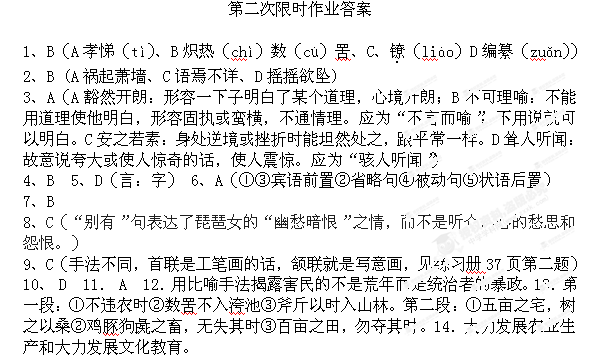 第二次限时作业答案
1、B（A孝悌（tì）、B炽热（chì）数（cù）罟、C、镣（liáo）D编纂（zuǎn））
2、B（A祸起萧墙、C语焉不详、D摇摇欲坠）
3、A（A豁然开朗：形容一下子明白了某个道理，心境开朗；B不可理喻：不能
用道理使他明白，形容固执或蛮横，不通情理。应为“不言而喻”不用说就可
以明白。C安之若素：身处逆境或挫折时能坦然处之，跟平常一样。D耸人听闻：
故意说夸大或使人惊奇的话，使人震惊。应为“骇人听闻”
4、B 5、D（言：字） 6、A（①③宾语前置②省略句④被动句⑤状语后置）
7、B
8、C（“别有”句表达了琵琶女的“幽愁暗恨”之情，而不是听众心的愁思和
怨恨。）
9、C（手法不同，首联是工笔画的话，颔联就是写意画，见练习册37页第二题）
10、D 11．A 12．用比喻手法揭露害民的不是荒年而是统治者的暴政。13．第
一段：①不违农时②数罟不入洿池③斧斤以时入山林。第二段：①五亩之宅，树
之以桑②鸡豚狗彘之畜，无失其时③百亩之田，勿夺其时。14．大力发展农业生
产和大力发展文化教育。